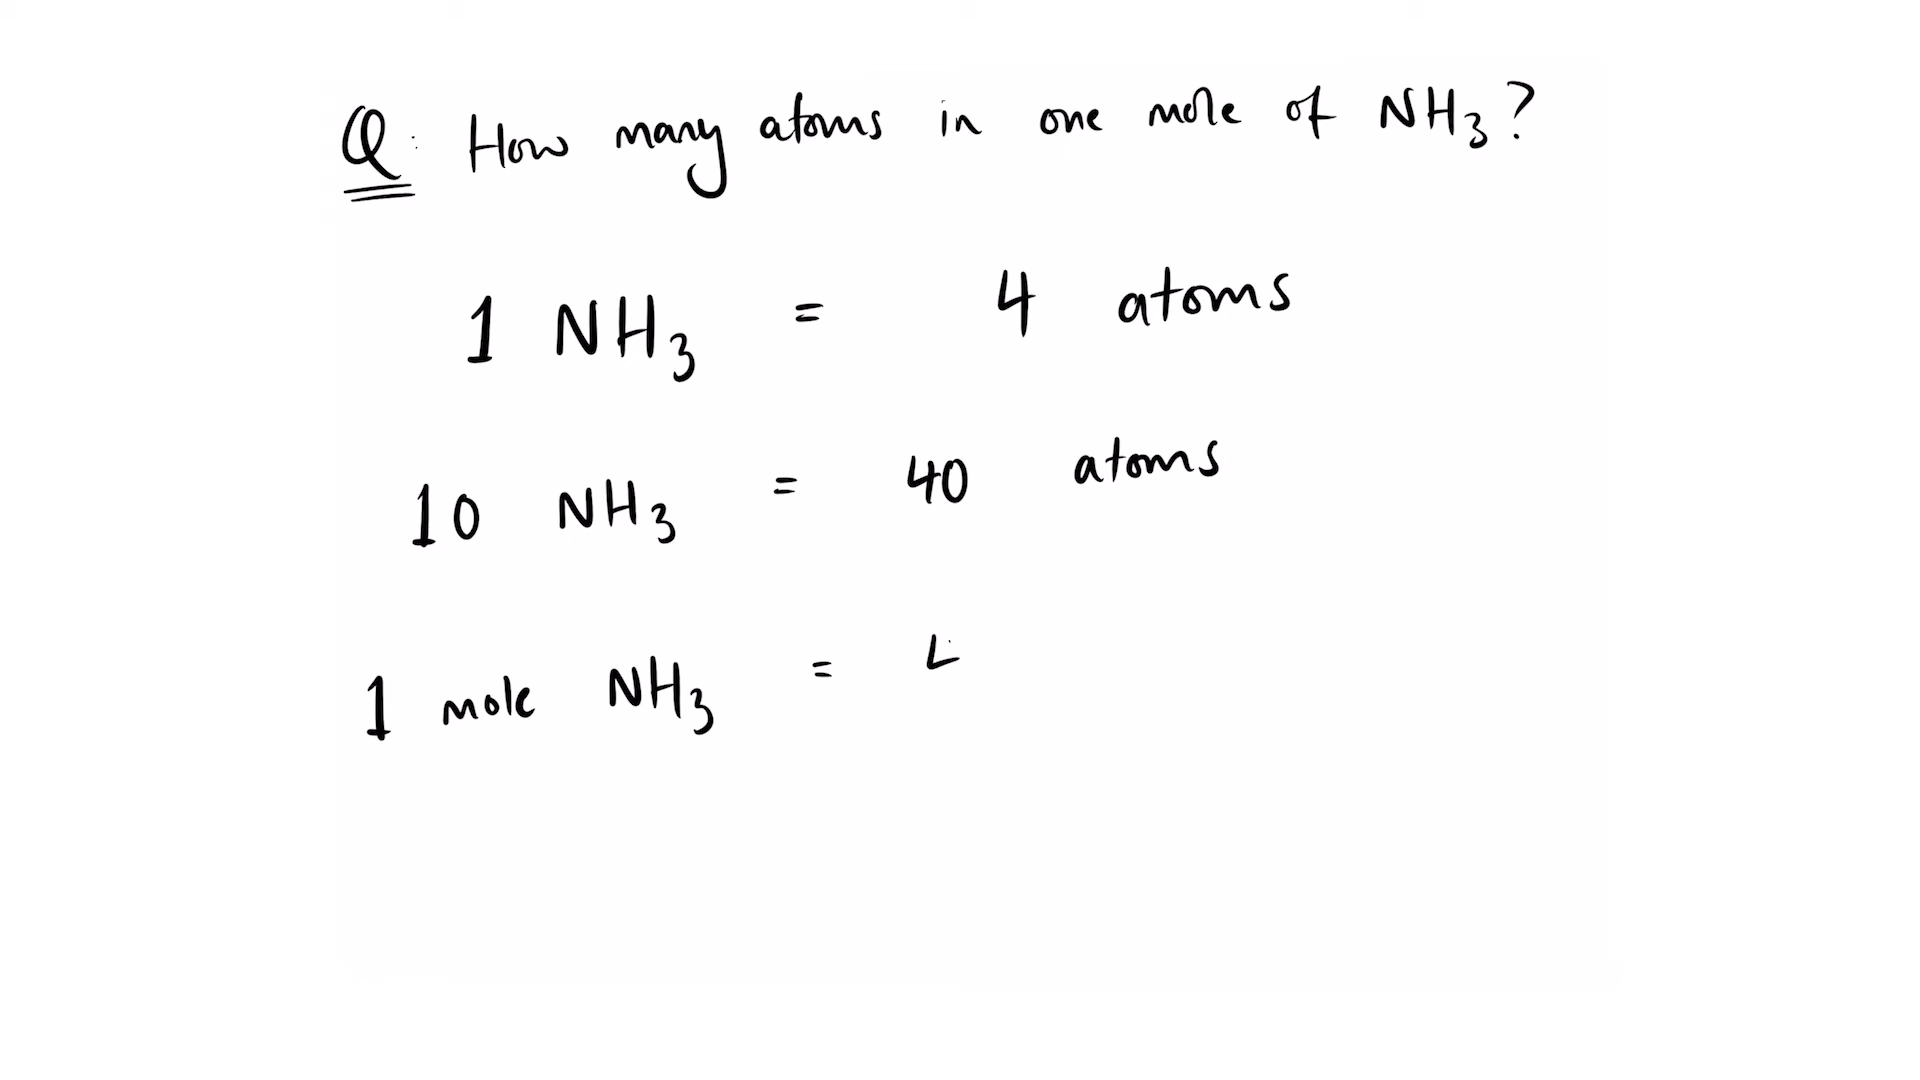 Q: How many atoms in one mole of NH₃?
1 NH₃ = 4 atoms
10 NH₃ = 40 atoms
1 mole NH₃ =